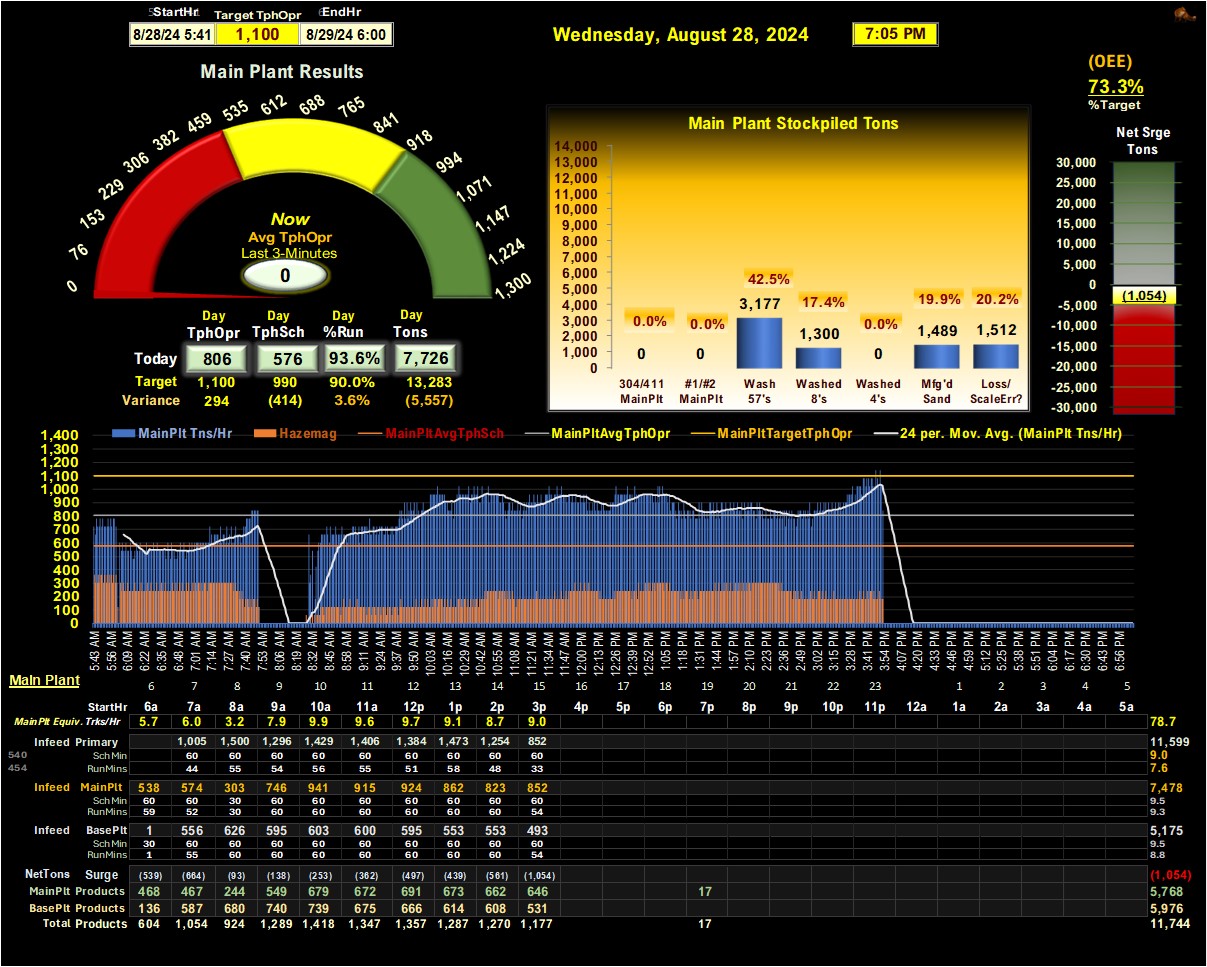 StartHr Target TphOpr EndHr
8/28/24 5:41 1,100 8/29/24 6:00
Wednesday, August 28, 2024 7:05 PM
(OEE)
73.3%
%Target
Main Plant Results
0 76 153 229 306 382 459 535 612 688 765 841 918 994 1,071 1,147 1,224 1,300
Now
Avg TphOpr
Last 3-Minutes
0
Day Day Day Day
TphOpr TphSch %Run Tons
Today 806 576 93.6% 7,726
Target 1,100 990 90.0% 13,283
Variance 294 (414) 3.6% (5,557)
Main Plant Stockpiled Tons
14,000
13,000
12,000
11,000
10,000
9,000
8,000
7,000
6,000
5,000
4,000
3,000
2,000
1,000
0
0.0% 0.0% 42.5% 17.4% 0.0% 19.9% 20.2%
0 0 3,177 1,300 0 1,489 1,512
304/411 #1/#2 Wash Washed Washed Mfg'd Loss/
MainPlt MainPlt 57's 8's 4's Sand ScaleErr?
Net Srge
Tons
30,000
25,000
20,000
15,000
10,000
5,000
0
(1,054)
-5,000
-10,000
-15,000
-20,000
-25,000
-30,000
MainPlt Tns/Hr Hazemag MainPltAvgTphSch MainPltAvgTphOpr MainPltTargetTphOpr 24 per. Mov. Avg. (MainPlt Tns/Hr)
1,400
1,300
1,200
1,100
1,000
900
800
700
600
500
400
300
200
100
0
5:43 AM 5:56 AM 6:09 AM 6:22 AM 6:35 AM 6:48 AM 7:01 AM 7:14 AM 7:27 AM 7:40 AM 7:53 AM 8:06 AM 8:19 AM 8:32 AM 8:45 AM 8:58 AM 9:11 AM 9:24 AM 9:37 AM 9:50 AM 10:03 AM 10:16 AM 10:29 AM 10:42 AM 10:55 AM 11:08 AM 11:21 AM 11:34 AM 11:47 AM 12:00 PM 12:13 PM 12:26 PM 12:39 PM 12:52 PM 1:05 PM 1:18 PM 1:31 PM 1:44 PM 1:57 PM 2:10 PM 2:23 PM 2:36 PM 2:49 PM 3:02 PM 3:15 PM 3:28 PM 3:41 PM 3:54 PM 4:07 PM 4:20 PM 4:33 PM 4:46 PM 4:59 PM 5:12 PM 5:25 PM 5:38 PM 5:51 PM 6:04 PM 6:17 PM 6:30 PM 6:43 PM 6:56 PM
Main Plant
6 7 8 9 10 11 12 13 14 15 16 17 18 19 20 21 22 23 1 2 3 4 5
StartHr 6a 7a 8a 9a 10a 11a 12p 1p 2p 3p 4p 5p 6p 7p 8p 9p 10p 11p 12a 1a 2a 3a 4a 5a
MainPlt Equiv. Trks/Hr 5.7 6.0 3.2 7.9 9.9 9.6 9.7 9.1 8.7 9.0 78.7
Infeed Primary 1,005 1,500 1,296 1,429 1,406 1,384 1,473 1,254 852 11,599
540 SchMin 60 60 60 60 60 60 60 60 60 9.0
454 RunMins 44 55 54 56 55 51 58 48 33 7.6
Infeed MainPlt 538 574 303 746 941 915 924 862 823 852 7,478
SchMin 60 60 30 60 60 60 60 60 60 60 9.5
RunMins 59 52 30 60 60 60 60 60 60 54 9.3
Infeed BasePlt 1 556 626 595 603 600 595 553 553 493 5,175
SchMin 30 60 60 60 60 60 60 60 60 60 9.5
RunMins 1 55 60 60 60 60 60 60 60 54 8.8
NetTons Surge (539) (664) (93) (138) (253) (362) (497) (439) (561) (1,054) (1,054)
MainPlt Products 468 467 244 549 679 672 691 673 662 646 17 5,768
BasePlt Products 136 587 680 740 739 675 666 614 608 531 5,976
Total Products 604 1,054 924 1,289 1,418 1,347 1,357 1,287 1,270 1,177 17 11,744